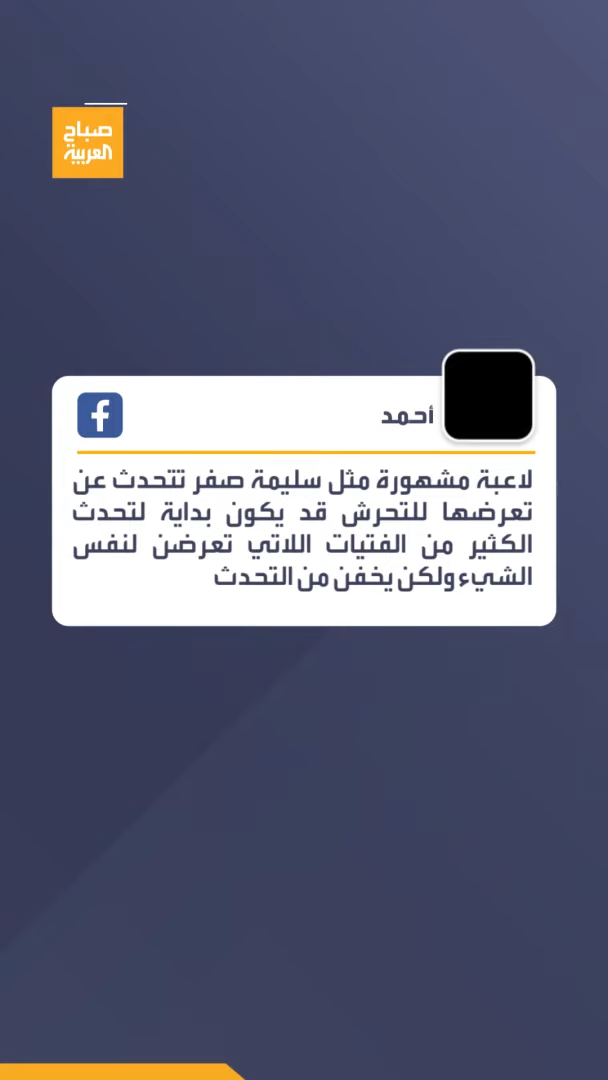 صباح
العربية
أحمد
لاعبة مشهورة مثل سليمة صفر تتحدث عن
تعرضها للتحرش قد يكون بداية لتحدث
الكثير من الفتيات اللاتي تعرضن لنفس
الشيء ولكن يخفن من التحدث